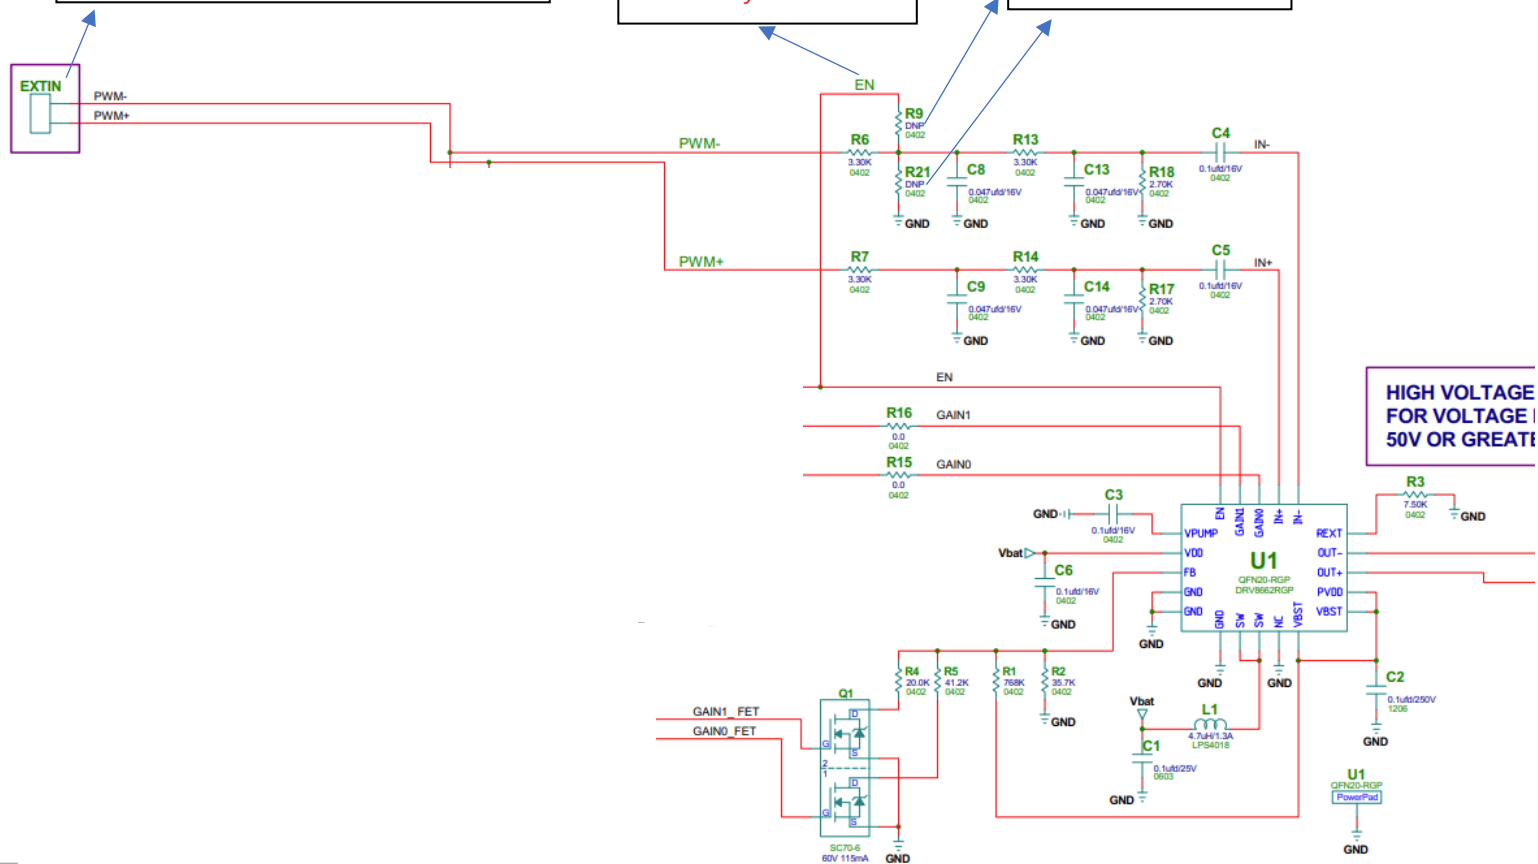 y
EXTIN
PWM-
PWM+
EN
R9
DNP
0402
PWM-
R6
3.30K
0402
R21
DNP
0402
GND
C8
0.047ufd/16V
0402
GND
R13
3.30K
0402
C13
0.047ufd/16V
0402
GND
R18
2.70K
0402
GND
C4
0.1ufd/16V
0402
IN-
PWM+
R7
3.30K
0402
C9
0.047ufd/16V
0402
GND
R14
3.30K
0402
C14
0.047ufd/16V
0402
GND
R17
2.70K
0402
GND
C5
0.1ufd/16V
0402
IN+
EN
R16
0.0
0402
GAIN1
R15
0.0
0402
GAIN0
HIGH VOLTAGE
FOR VOLTAGE
50V OR GREATE
R3
7.50K
0402
GND
GND
C3
0.1ufd/16V
0402
Vbat
C6
0.1ufd/16V
0402
GND
EN
GAIN1
GAIN0
IN+
IN-
VPUMP
VDD
FB
GND
GND
REXT
OUT-
OUT+
PVDD
VBST
U1
QFN20-RGP
DRV8662RGP
GND
SW
SW
NC
VBST
GND
GND
GND
R4
20.0K
0402
R5
41.2K
0402
R1
768K
0402
R2
35.7K
0402
GND
C2
0.1ufd/250V
1206
GND
Vbat
L1
4.7uH/1.3A
LPS4018
C1
0.1ufd/25V
0603
GND
GAIN1_FET
GAIN0_FET
Q1
D
G
S
2
1
D
G
S
SC70-6
60V 115mA
GND
U1
QFN20-RGP
PowerPad
GND